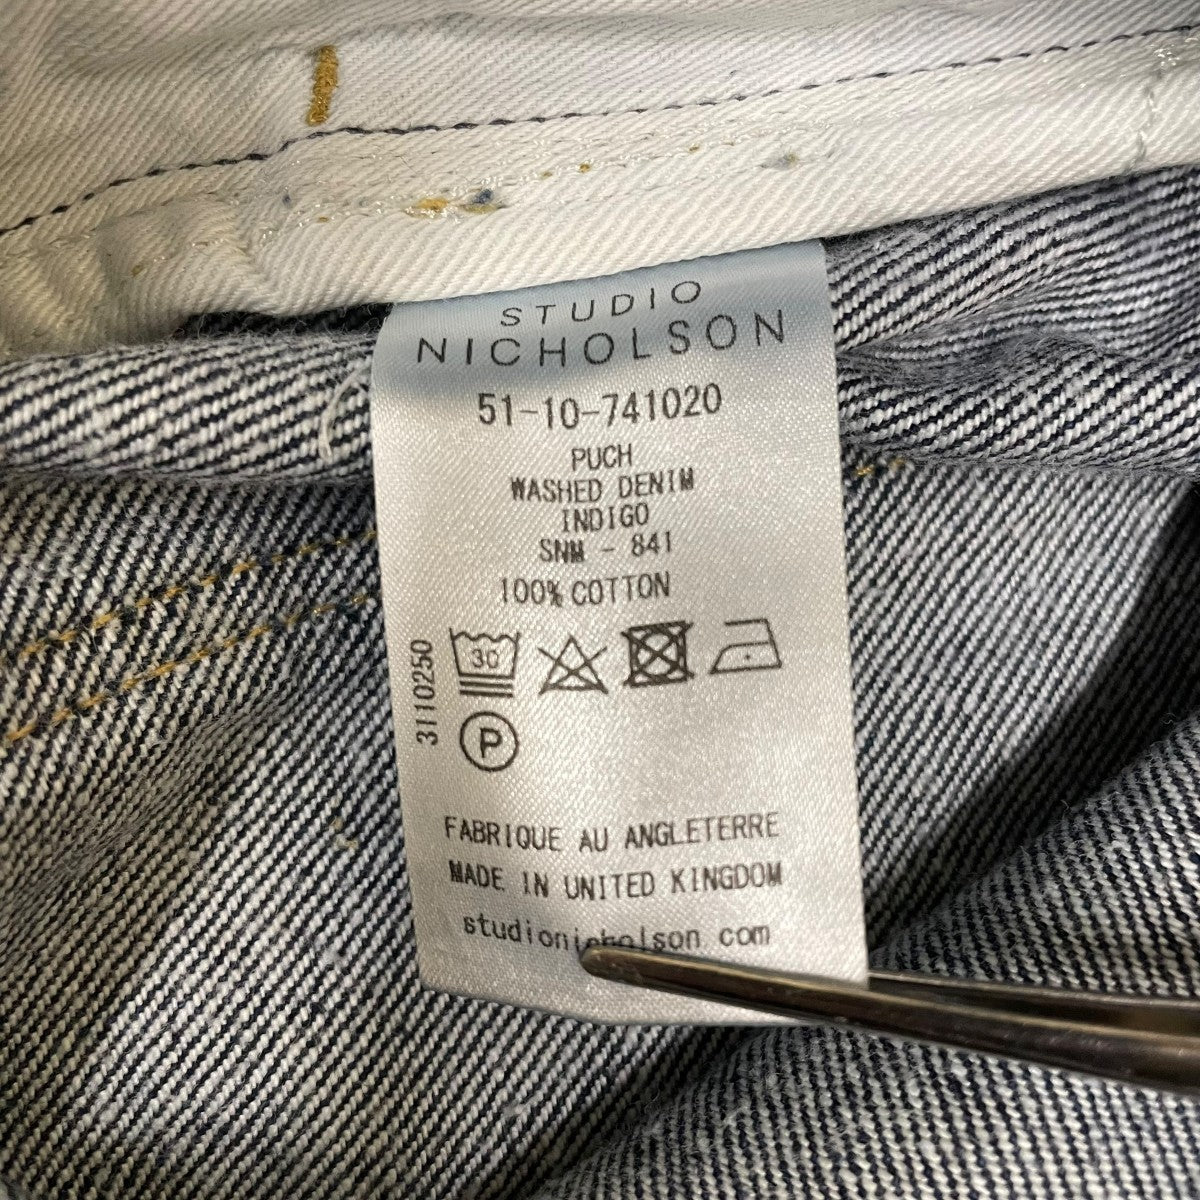 STUDIO
NICHOLSON
51-10-741020
PUCH
WASHED DENIM
INDIGO
SNM - 841
100% COTTON
30
P
3110250
FABRIQUE AU ANGLETERRE
MADE IN UNITED KINGDOM
studionicholson.com